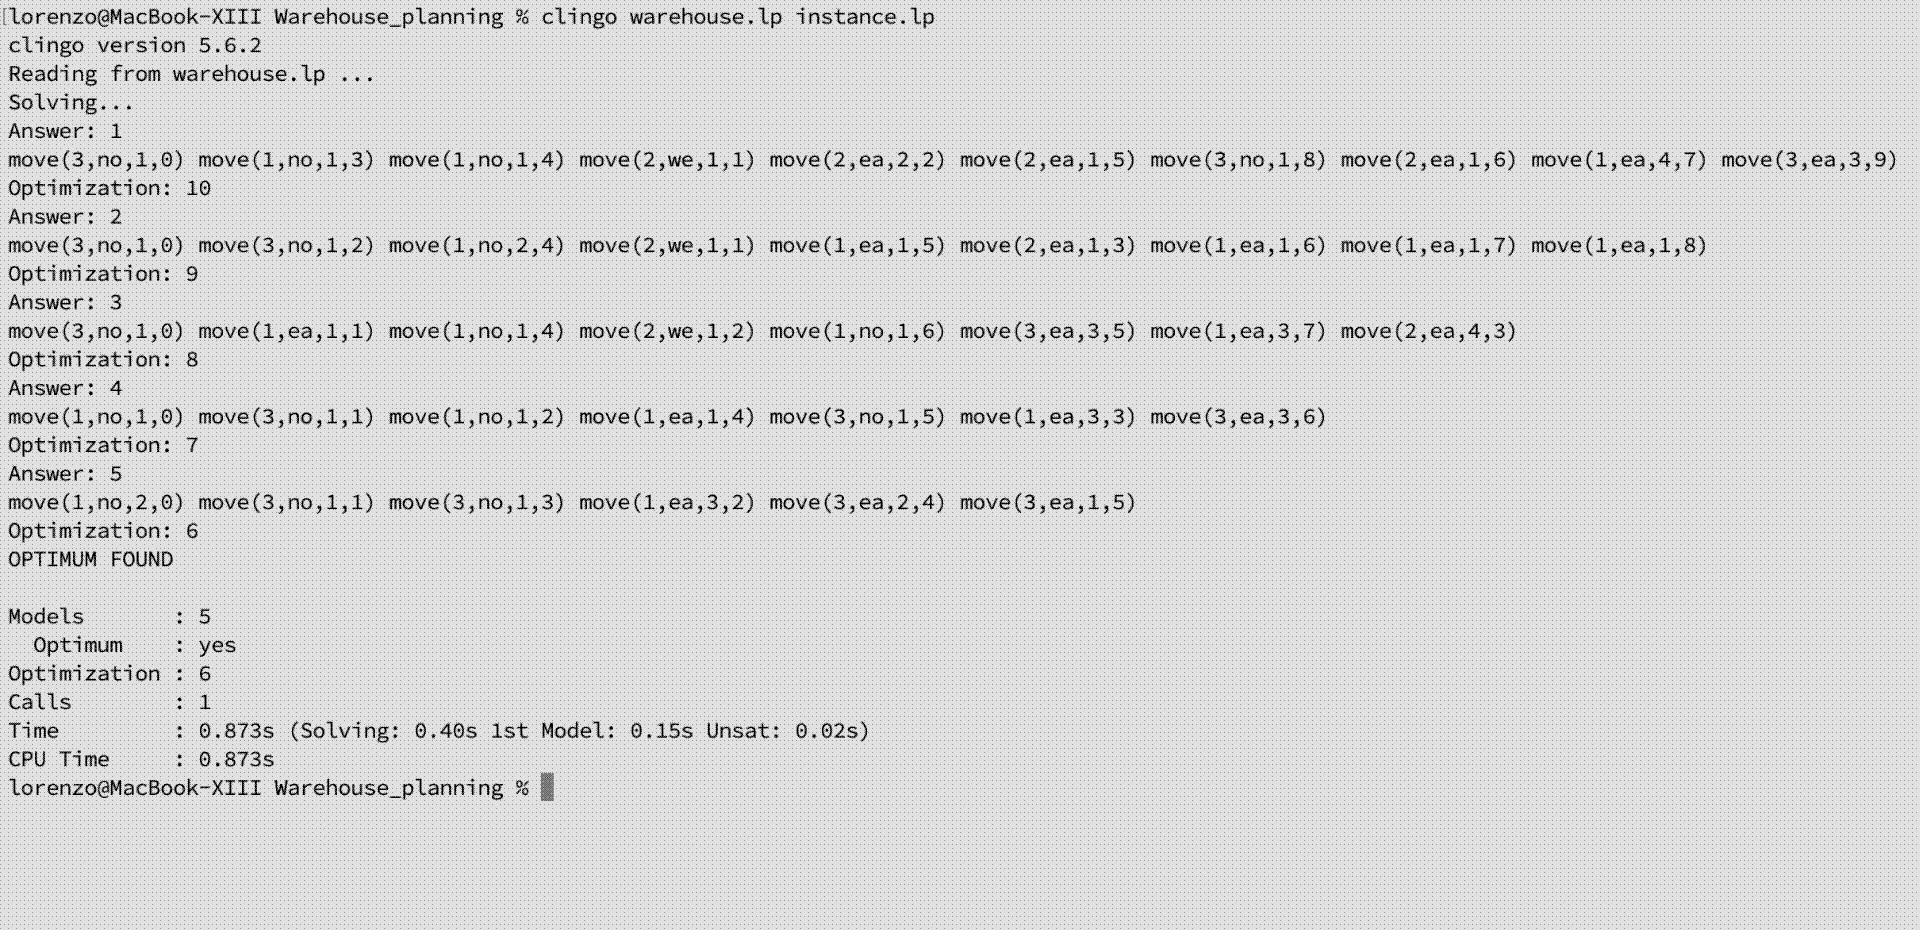 [lorenzo@MacBook-XIII Warehouse_planning % clingo warehouse.lp instance.lp
clingo version 5.6.2
Reading from warehouse.lp ...
Solving...
Answer: 1
move(3,no,1,0) move(1,no,1,3) move(1,no,1,4) move(2,we,1,1) move(2,ea,2,2) move(2,ea,1,5) move(3,no,1,8) move(2,ea,1,6) move(1,ea,4,7) move(3,ea,3,9)
Optimization: 10
Answer: 2
move(3,no,1,0) move(3,no,1,2) move(1,no,2,4) move(2,we,1,1) move(1,ea,1,5) move(2,ea,1,3) move(1,ea,1,6) move(1,ea,1,7) move(1,ea,1,8)
Optimization: 9
Answer: 3
move(3,no,1,0) move(1,ea,1,1) move(1,no,1,4) move(2,we,1,2) move(1,no,1,6) move(3,ea,3,5) move(1,ea,3,7) move(2,ea,4,3)
Optimization: 8
Answer: 4
move(1,no,1,0) move(3,no,1,1) move(1,no,1,2) move(1,ea,1,4) move(3,no,1,5) move(1,ea,3,3) move(3,ea,3,6)
Optimization: 7
Answer: 5
move(1,no,2,0) move(3,no,1,1) move(3,no,1,3) move(1,ea,3,2) move(3,ea,2,4) move(3,ea,1,5)
Optimization: 6
OPTIMUM FOUND
Models : 5
Optimum : yes
Optimization : 6
Calls : 1
Time : 0.873s (Solving: 0.40s 1st Model: 0.15s Unsat: 0.02s)
CPU Time : 0.873s
lorenzo@MacBook-XIII Warehouse_planning %